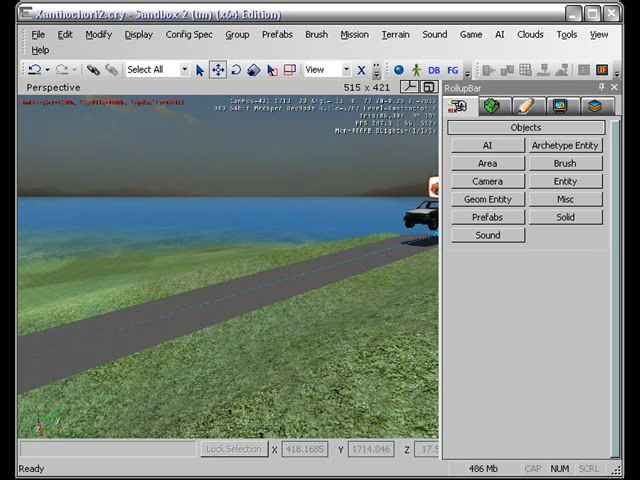 Xanthochori2.cry - Sandbox 2 (tm) (x64 Edition)
File Edit Modify Display Config Spec Group Prefabs Brush Mission Terrain Sound Game AI Clouds Tools View
Help
Select All View X DB FG
Perspective 515 x 421
RollupBar
Objects
AI Archetype Entity
Area Brush
Camera Entity
Geom Entity Misc
Prefabs Solid
Sound
Lock Selection X 418.1685 Y 1714.046 Z 17.5
Ready 486 Mb CAP NUM SCRL